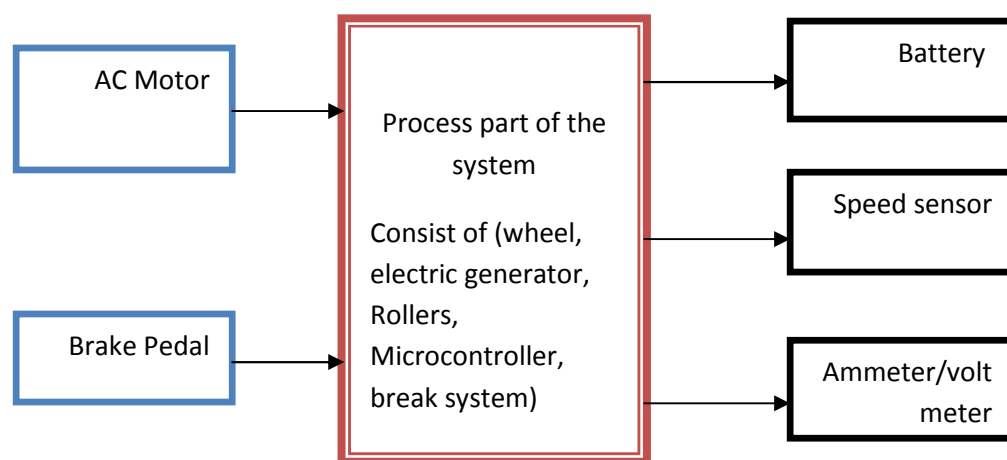 AC Motor
Brake Pedal
Process part of the
system
Consist of (wheel,
electric generator,
Rollers,
Microcontroller,
break system)
Battery
Speed sensor
Ammeter/volt
meter